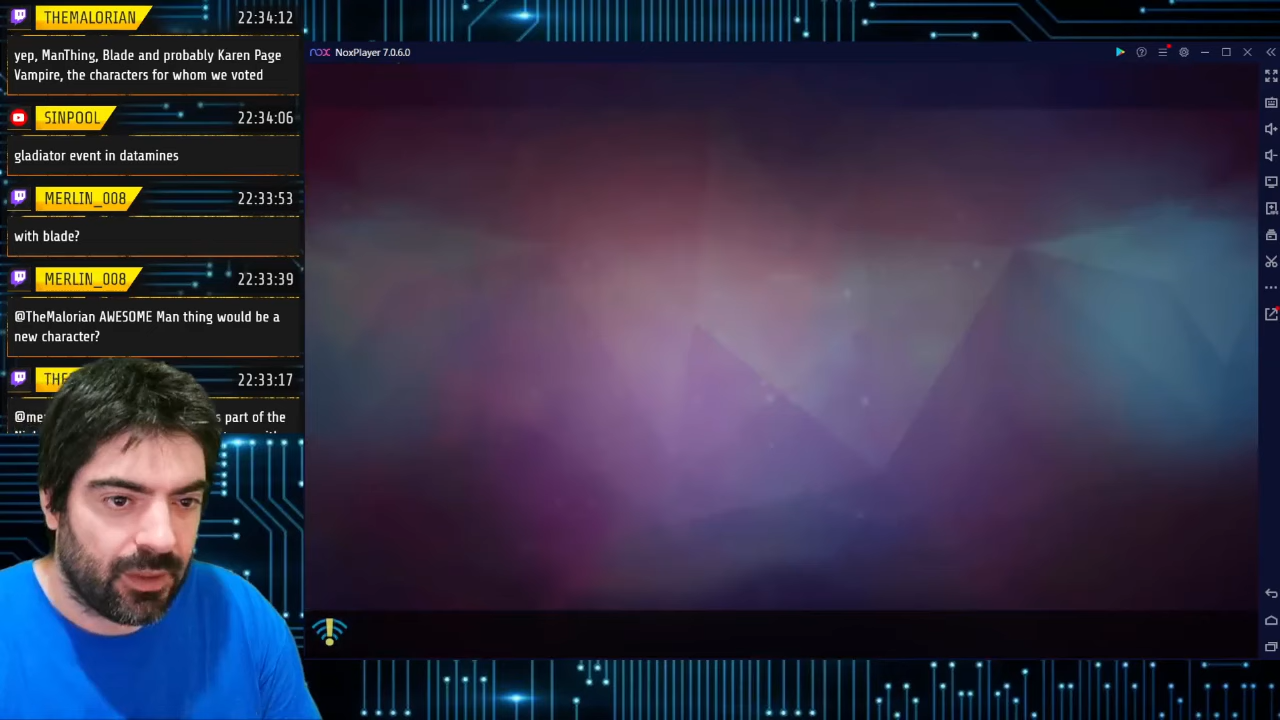 THEMALORIAN 22:34:12
yep, ManThing, Blade and probably Karen Page
Vampire, the characters for whom we voted
SINPOOL 22:34:06
gladiator event in datamines
MERLIN_008 22:33:53
with blade?
MERLIN_008 22:33:39
@TheMalorian AWESOME Man thing would be a
new character?
22:33:17
part of the
nox NoxPlayer 7.0.6.0